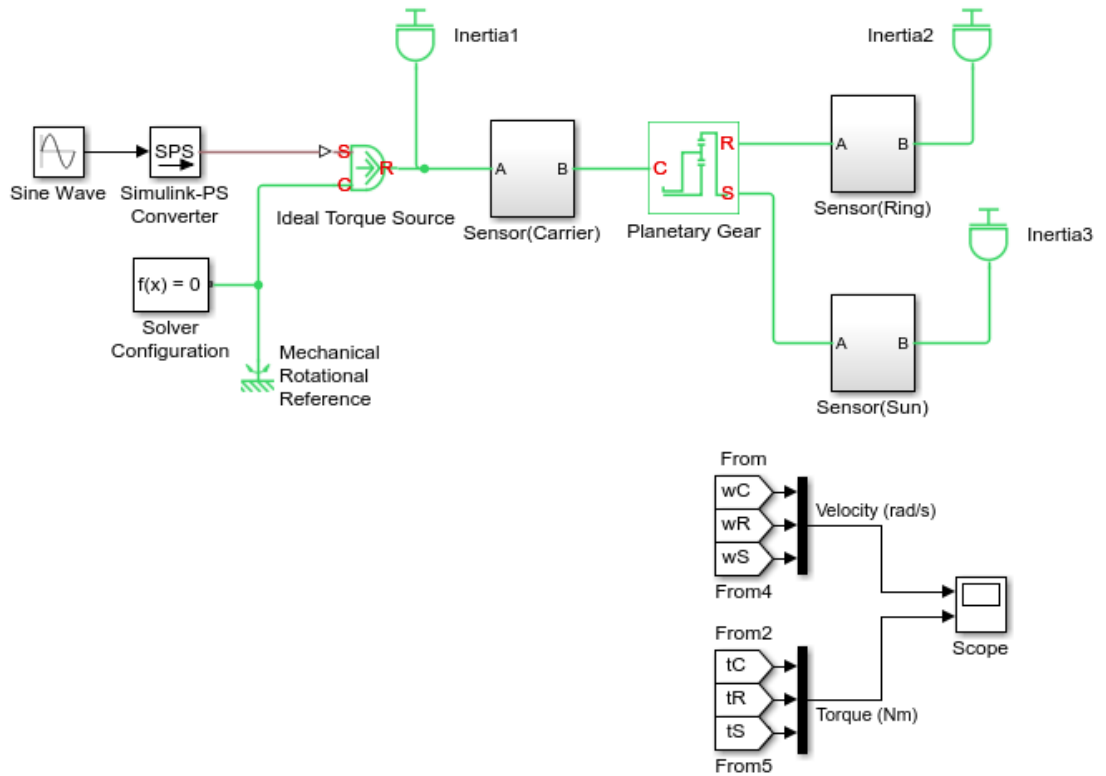 Inertia1
Inertia2
SPS
S
C
R
A
B
C
R
S
A
B
Sine Wave
Simulink-PS
Converter
Ideal Torque Source
Sensor(Carrier)
Planetary Gear
Sensor(Ring)
Inertia3
f(x) = 0
Solver
Configuration
Mechanical
Rotational
Reference
A
B
Sensor(Sun)
From
wC
wR
wS
From4
Velocity (rad/s)
From2
tC
tR
tS
From5
Torque (Nm)
Scope